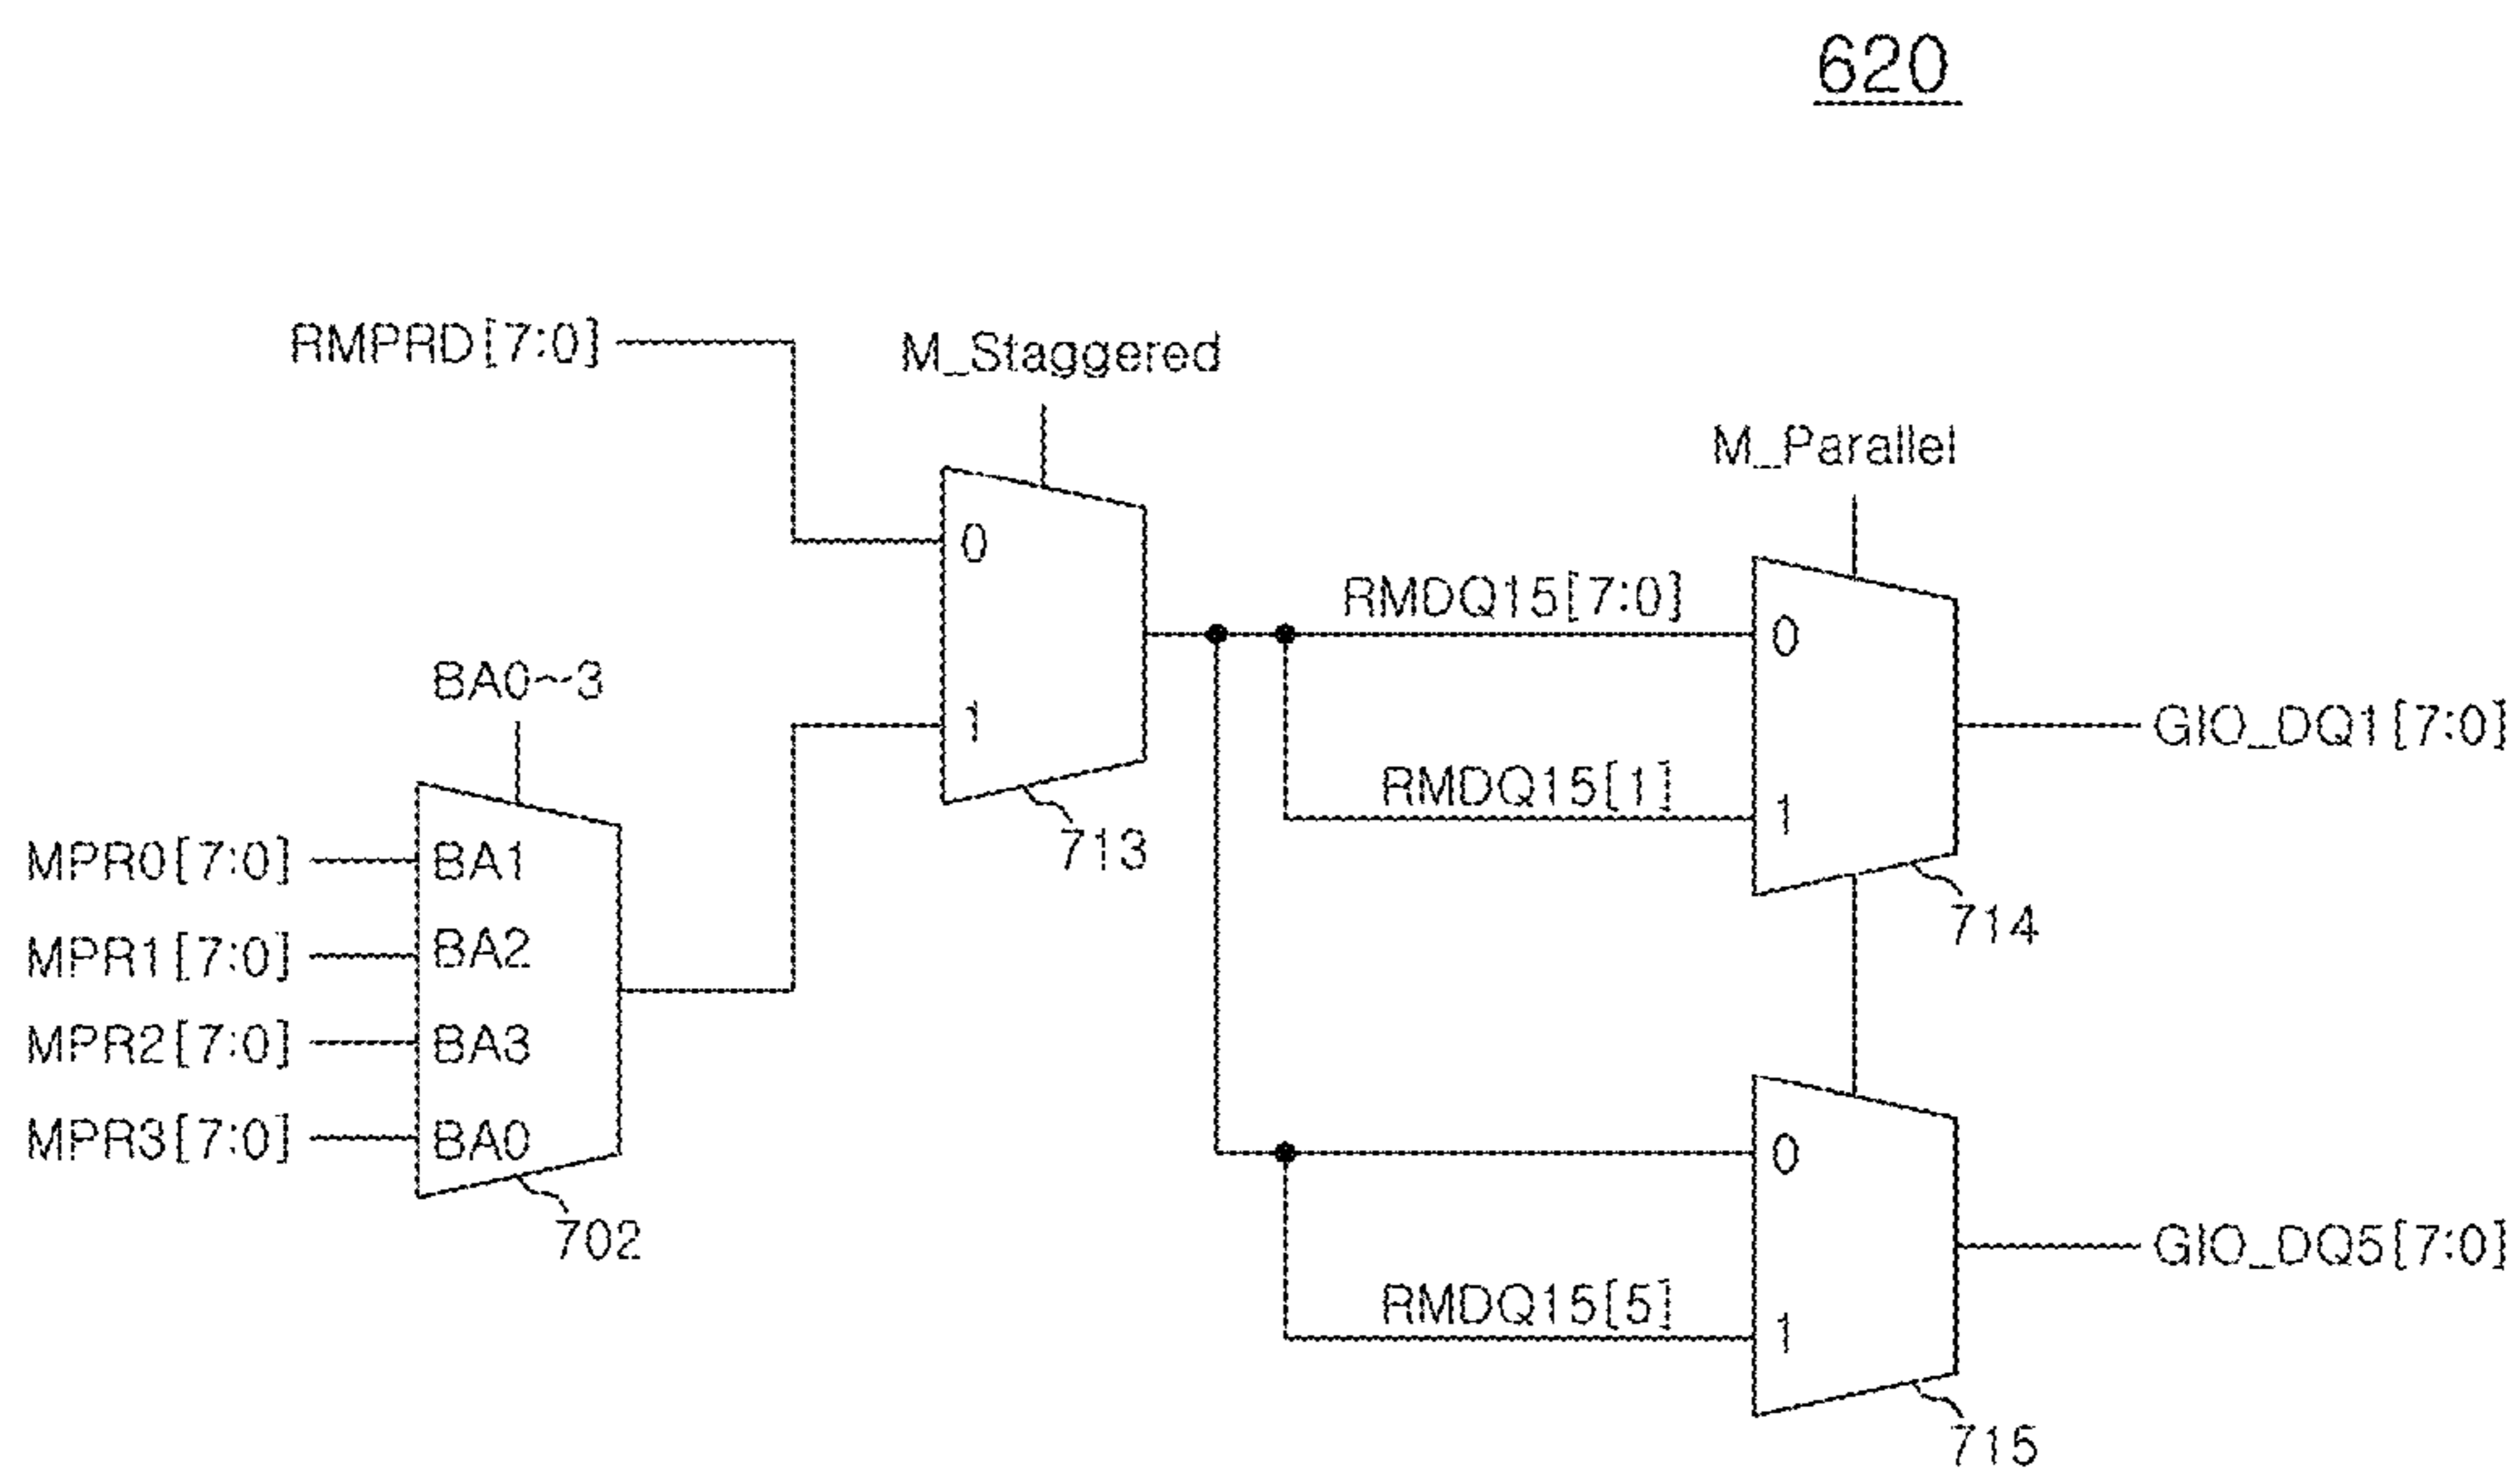 620
RMPRD[7:0]
M_Staggered
M_Parallel
0
RMDQ15[7:0]
0
BA0~3
1
GIO_DQ1[7:0]
RMDQ15[1]
1
713
MPR0[7:0]
BA1
714
MPR1[7:0]
BA2
MPR2[7:0]
BA3
MPR3[7:0]
BA0
0
702
GIO_DQ5[7:0]
RMDQ15[5]
1
715